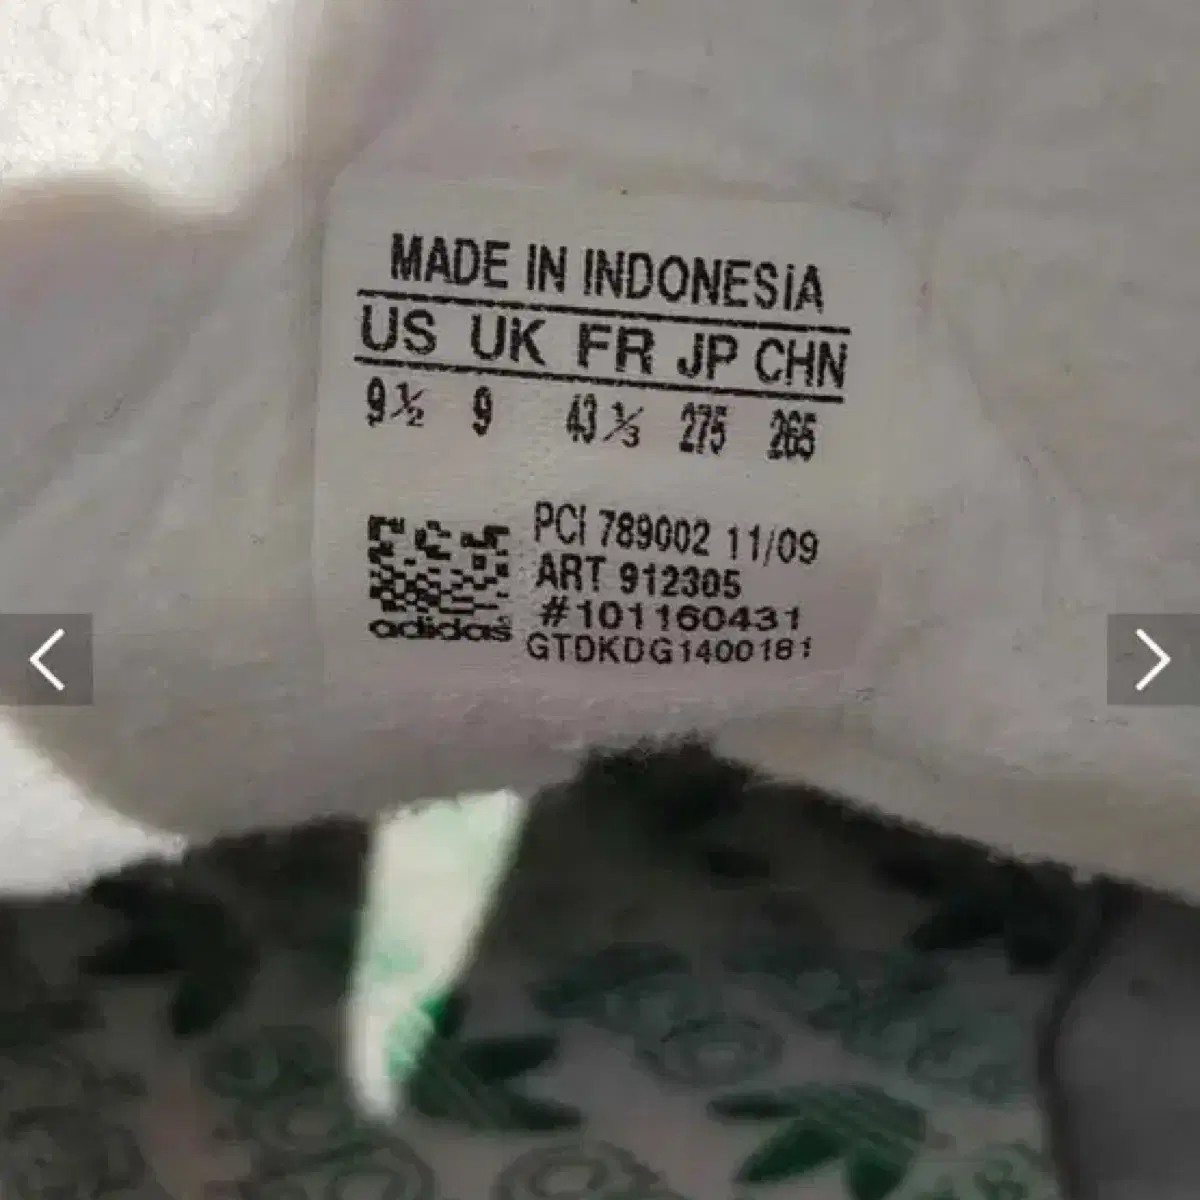 MADE IN INDONESiA
US UK FR JP CHN
9½ 9 43⅓ 275 265
PCI 789002 11/09
ART 912305
#101160431
adidas
GTDKDG1400181